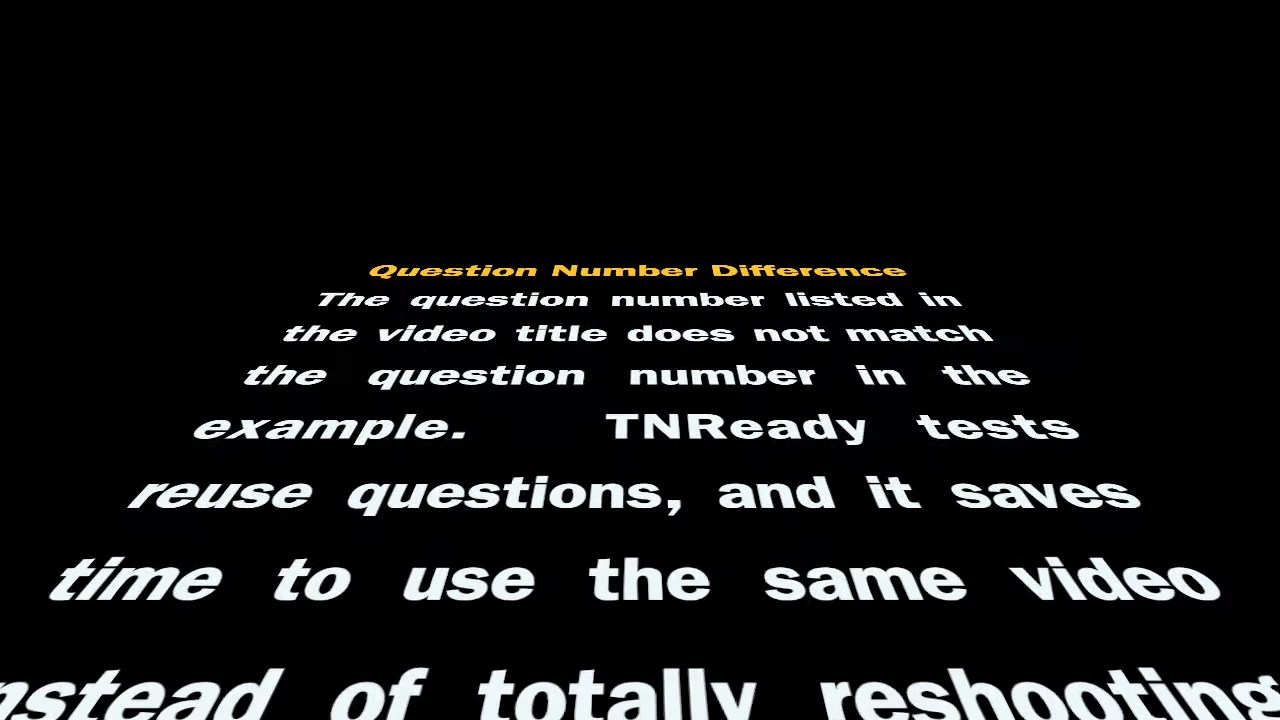 Question Number Difference
The question number listed in
the video title does not match
the question number in the
example. TNReady tests
reuse questions, and it saves
time to use the same video
of totally reshooting